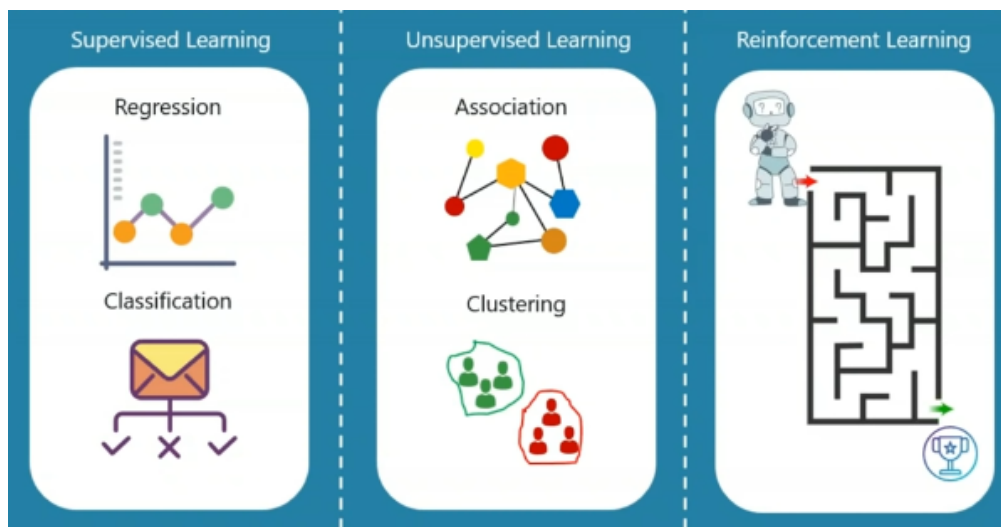 Supervised Learning
Regression
Classification
Unsupervised Learning
Association
Clustering
Reinforcement Learning